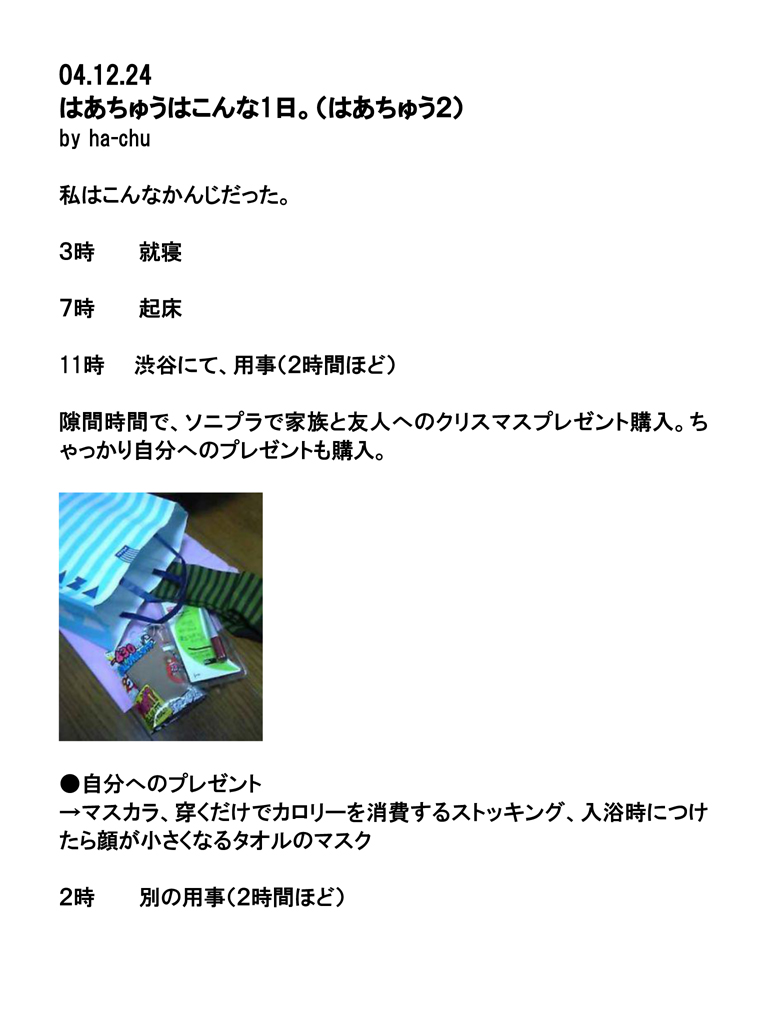 04.12.24
はあちゅうはこんな1日。（はあちゅう２）
by ha-chu
私はこんなかんじだった。
３時　　就寝
７時　　起床
11時　 渋谷にて、用事（２時間ほど）
隙間時間で、ソニプラで家族と友人へのクリスマスプレゼント購入。ち
ゃっかり自分へのプレゼントも購入。
●自分へのプレゼント
→マスカラ、穿くだけでカロリーを消費するストッキング、入浴時につけ
たら顔が小さくなるタオルのマスク
２時　　別の用事（２時間ほど）